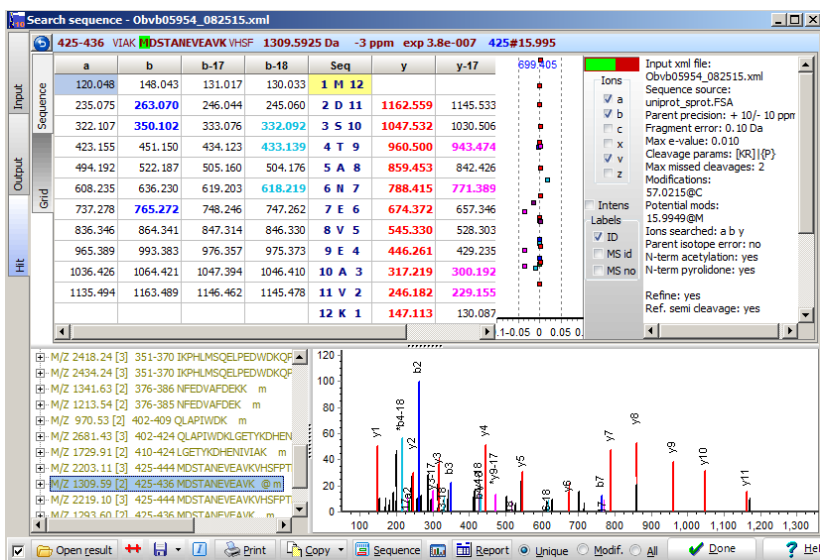 Search sequence - Obvb05954_082515.xml
425-436 VIAK MDSTANEVEAVK VHSF 1309.5925 Da -3 ppm exp 3.8e-007 425#15.995
Input
Output
Hit
Sequence
Grid
a b b-17 b-18 Seq y y-17
120.048 148.043 131.017 130.033 1 M 12
235.075 263.070 246.044 245.060 2 D 11 1162.559 1145.533
322.107 350.102 333.076 332.092 3 S 10 1047.532 1030.506
423.155 451.150 434.123 433.139 4 T 9 960.500 943.474
494.192 522.187 505.160 504.176 5 A 8 859.453 842.426
608.235 636.230 619.203 618.219 6 N 7 788.415 771.389
737.278 765.272 748.246 747.262 7 E 6 674.372 657.346
836.346 864.341 847.314 846.330 8 V 5 545.330 528.303
965.389 993.383 976.357 975.373 9 E 4 446.261 429.235
1036.426 1064.421 1047.394 1046.410 10 A 3 317.219 300.192
1135.494 1163.489 1146.462 1145.478 11 V 2 246.182 229.155
12 K 1 147.113 130.087
699.405
-0.05 0 0.05
Ions
a
b
c
x
y
z
Intens
Labels
ID
MS id
MS no
Input xml file:
Obvb05954_082515.xml
Sequence source:
uniprot_sprot.FSA
Parent precision: + 10/- 10 ppm
Fragment error: 0.10 Da
Max e-value: 0.010
Cleavage params: [KR]|{P}
Max missed cleavages: 2
Modifications:
57.0215@C
Potential mods:
15.9949@M
Ions searched: a b y
Parent isotope error: no
N-term acetylation: yes
N-term pyrolidone: yes
Refine: yes
Ref. semi cleavage: yes
M/Z 2418.24 [3] 351-370 IKPHLMSQELPEDWDKQP
M/Z 2434.24 [3] 351-370 IKPHLMSQELPEDWDKQP
M/Z 1341.63 [2] 376-386 NFEDVAFDEKK m
M/Z 1213.54 [2] 376-385 NFEDVAFDEK m
M/Z 970.53 [2] 402-409 QLAPIWDK m
M/Z 2681.43 [3] 402-424 QLAPIWDKLGETYKDHEN
M/Z 1729.91 [2] 410-424 LGETYKDHENIVIAK m
M/Z 2203.11 [3] 425-444 MDSTANEVEAVKVHSFPT
M/Z 1309.59 [2] 425-436 MDSTANEVEAVK @ m
M/Z 2219.10 [3] 425-444 MDSTANEVEAVKVHSFPT
M/Z 1293.60 [2] 425-436 MDSTANEVEAVK m
120
100
80
60
40
20
0
y1 *b4-18 b2 y2 y3-17 y3 b3 y4 *y9-17 y5 y6 b7 y7 y8 y9 y10 y11
100 200 300 400 500 600 700 800 900 1,000 1,100 1,200 1,300
Open result Print Copy Sequence Report Unique Modif. All Done